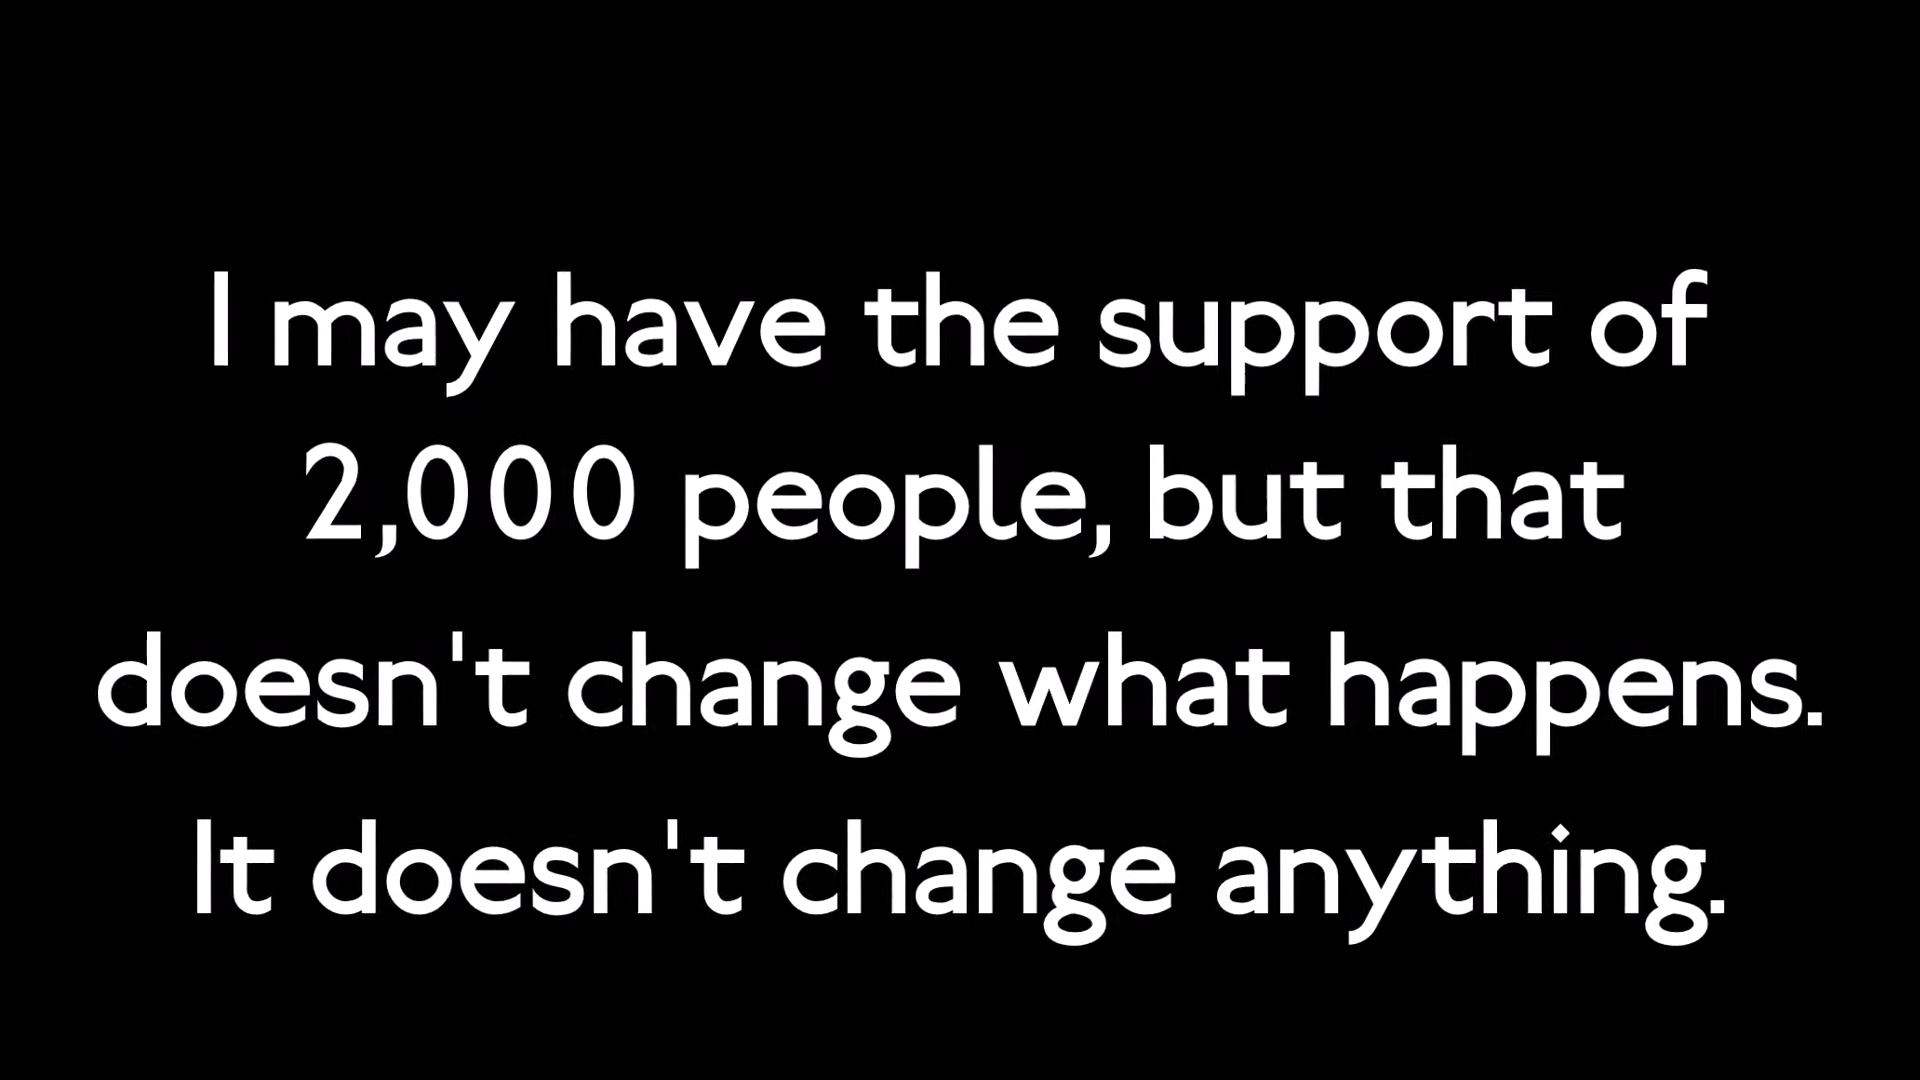 I may have the support of
2,000 people, but that
doesn't change what happens.
It doesn't change anything.